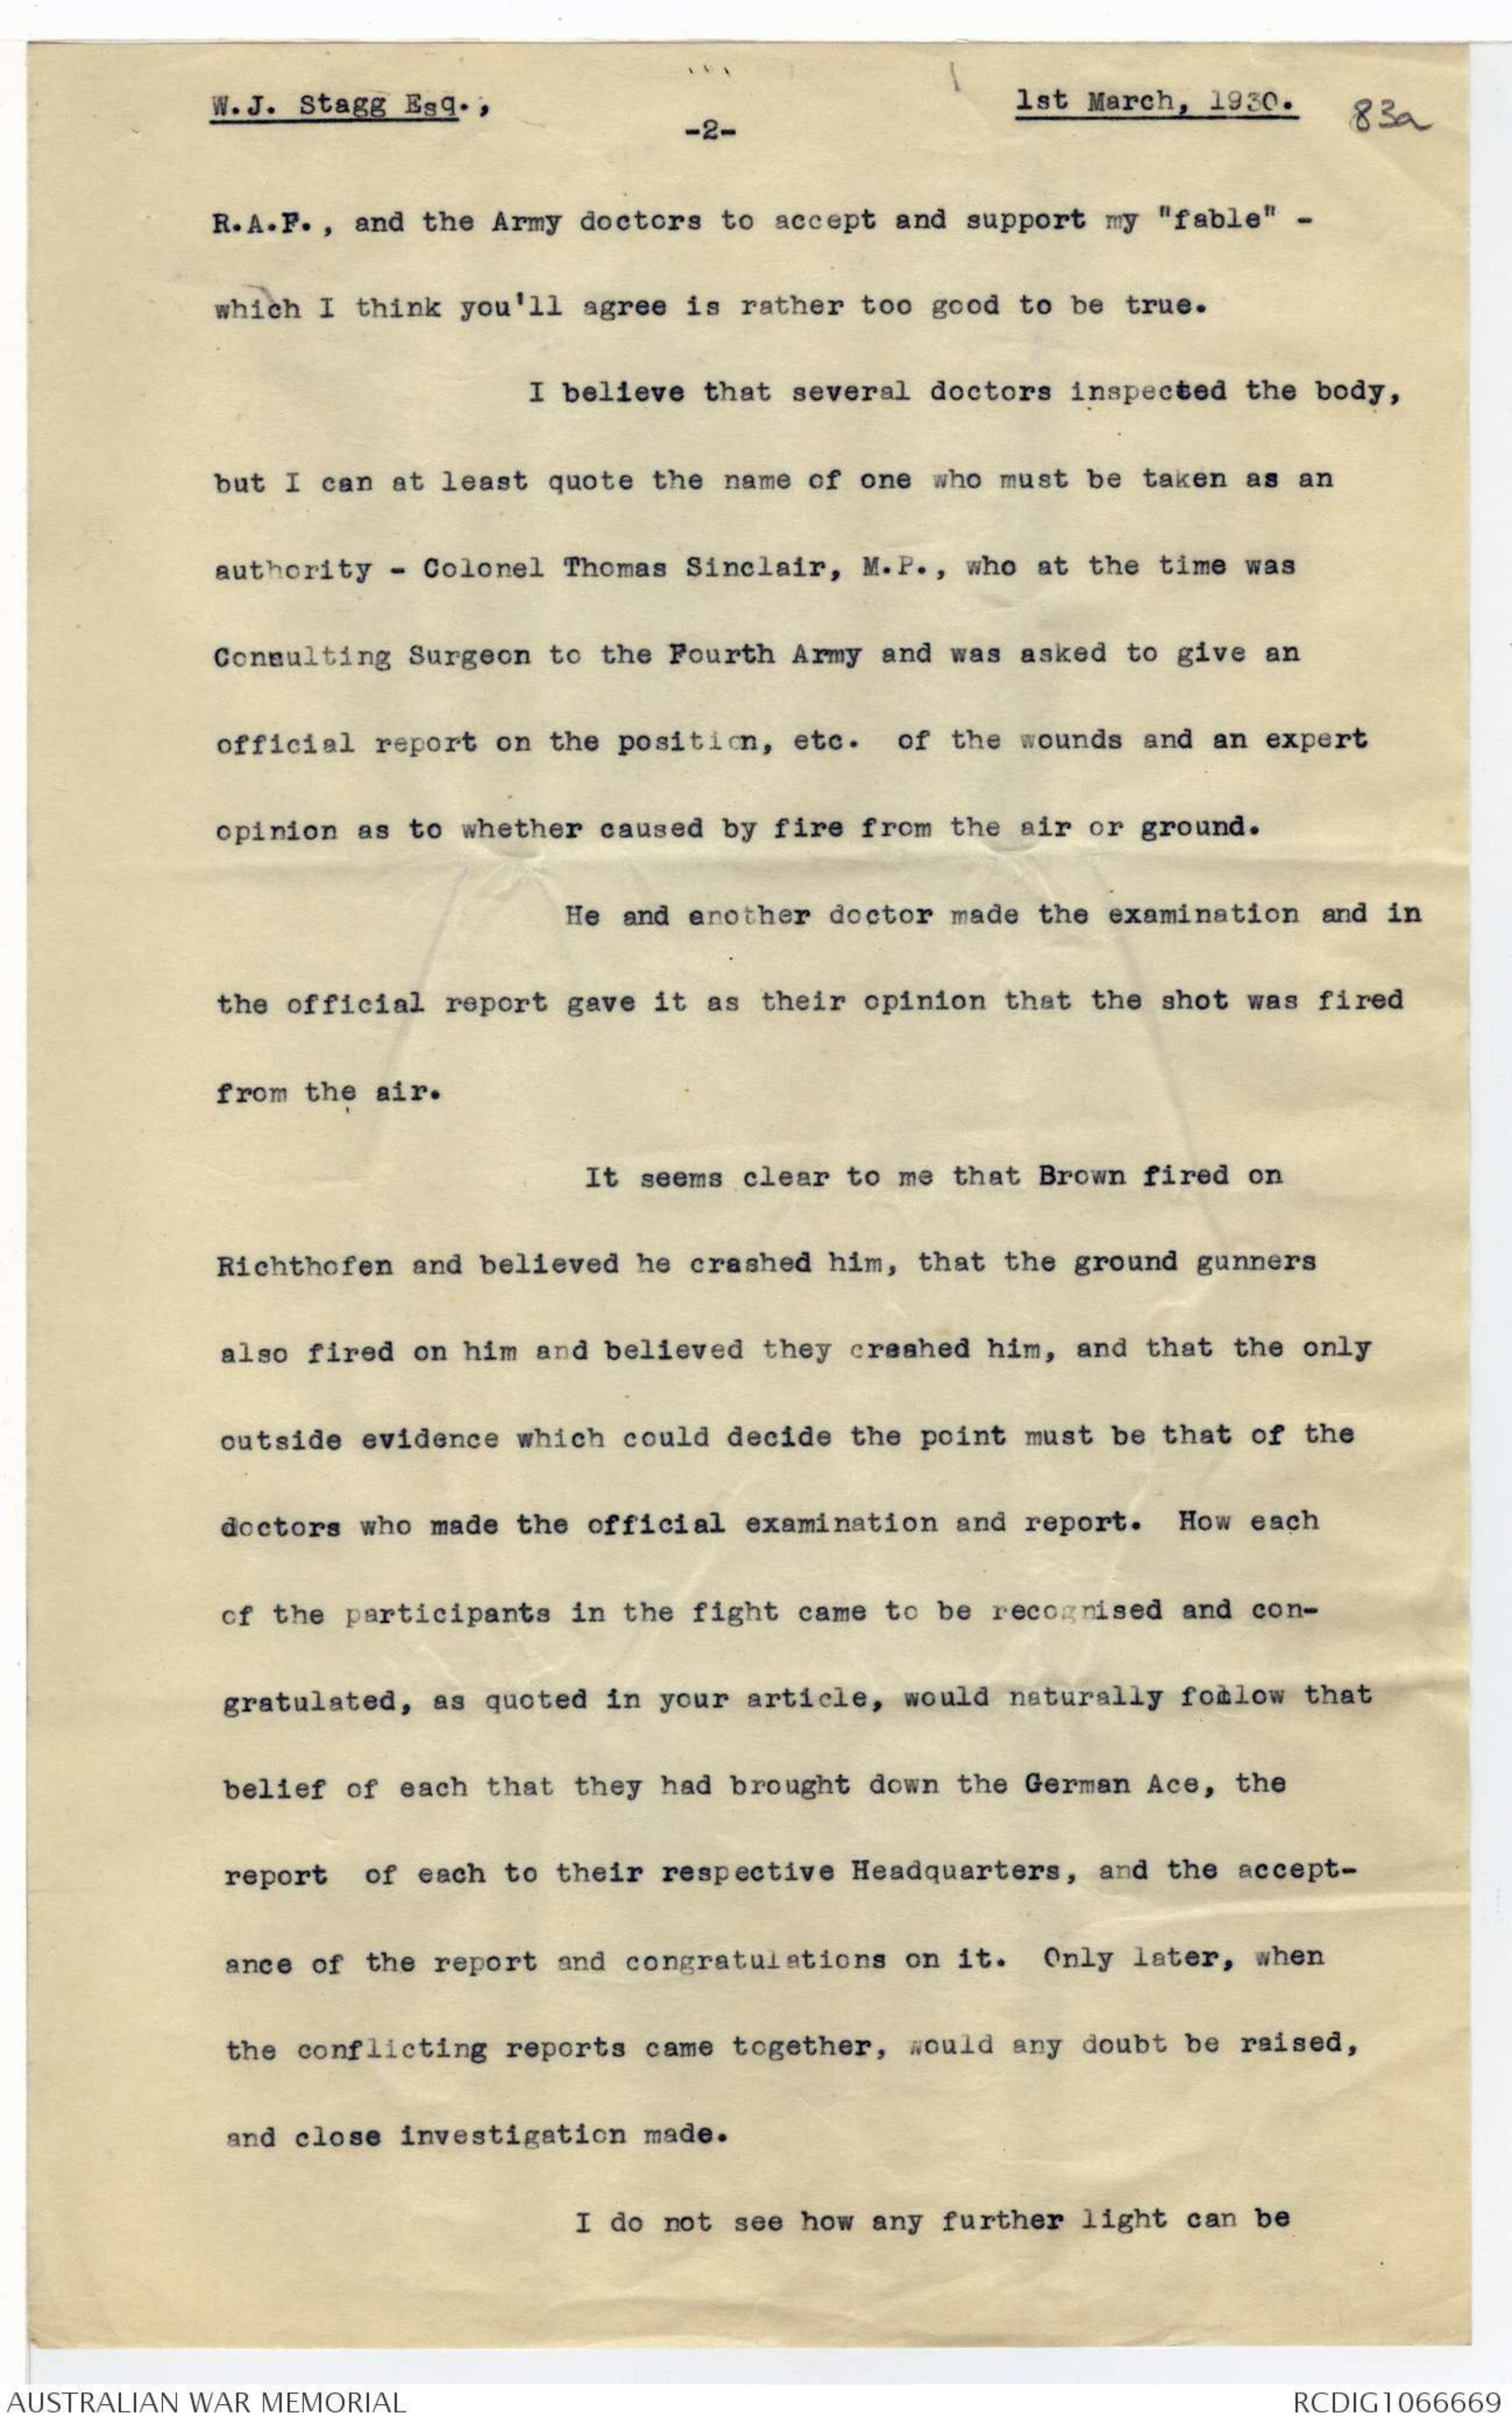 W.J. Stagg Esq., 1st March, 1930. 83a
-2-
R.A.F., and the Army doctors to accept and support my "fable" -
which I think you'll agree is rather too good to be true.
I believe that several doctors inspected the body,
but I can at least quote the name of one who must be taken as an
authority - Colonel Thomas Sinclair, M.P., who at the time was
Consulting Surgeon to the Fourth Army and was asked to give an
official report on the position, etc. of the wounds and an expert
opinion as to whether caused by fire from the air or ground.
He and another doctor made the examination and in
the official report gave it as their opinion that the shot was fired
from the air.
It seems clear to me that Brown fired on
Richthofen and believed he crashed him, that the ground gunners
also fired on him and believed they crashed him, and that the only
outside evidence which could decide the point must be that of the
doctors who made the official examination and report. How each
of the participants in the fight came to be recognised and con-
gratulated, as quoted in your article, would naturally follow that
belief of each that they had brought down the German Ace, the
report of each to their respective Headquarters, and the accept-
ance of the report and congratulations on it. Only later, when
the conflicting reports came together, would any doubt be raised,
and close investigation made.
I do not see how any further light can be
AUSTRALIAN WAR MEMORIAL RCDIG1066669